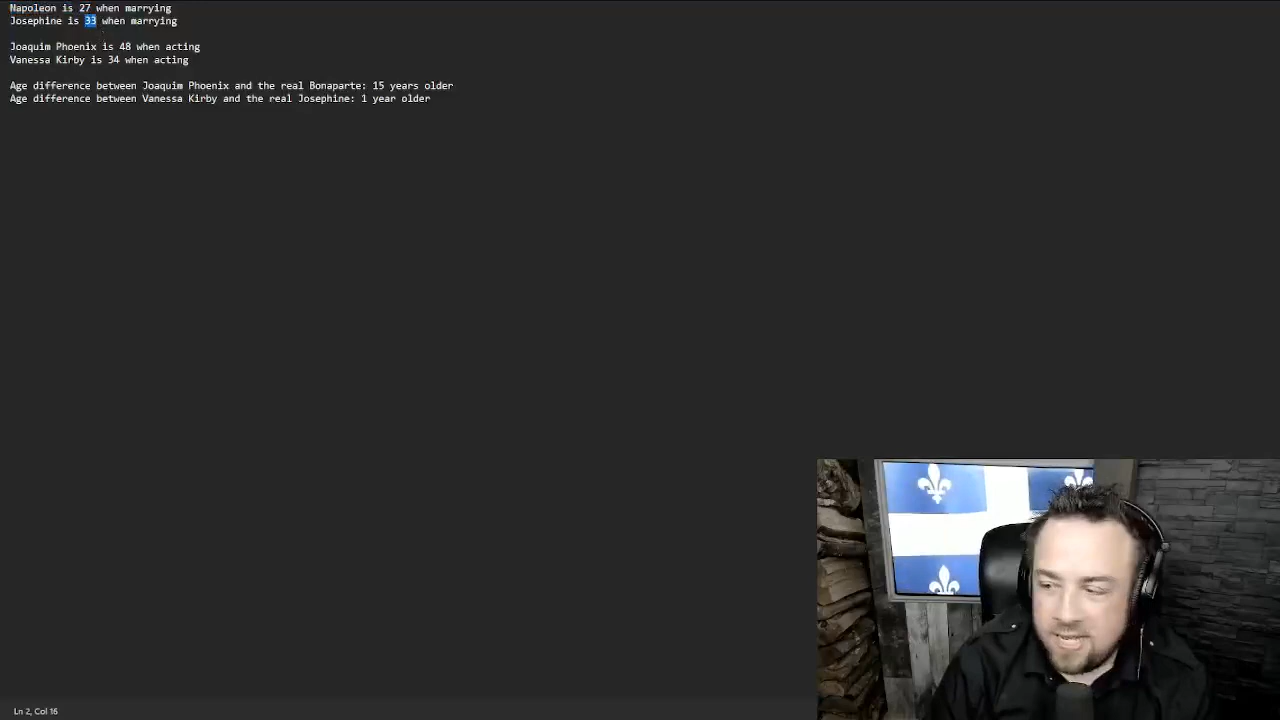 Napoleon is 27 when marrying
Josephine is 33 when marrying
Joaquim Phoenix is 48 when acting
Vanessa Kirby is 34 when acting
Age difference between Joaquim Phoenix and the real Bonaparte: 15 years older
Age difference between Vanessa Kirby and the real Josephine: 1 year older
Ln 2, Col 16